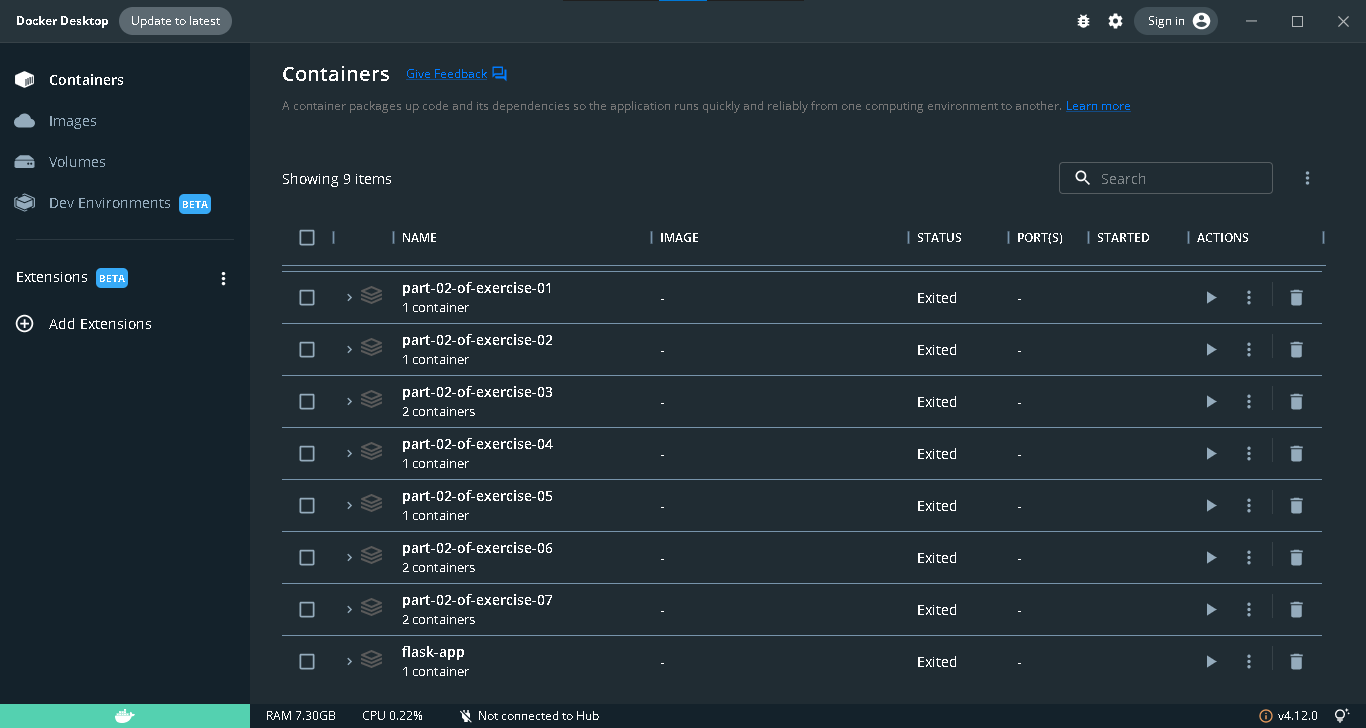 Docker Desktop Update to latest Sign in
Containers
Images
Volumes
Dev Environments BETA
Extensions BETA
Add Extensions
Containers Give Feedback
A container packages up code and its dependencies so the application runs quickly and reliably from one computing environment to another. Learn more
Showing 9 items Search
NAME IMAGE STATUS PORT(S) STARTED ACTIONS
part-02-of-exercise-01
1 container - Exited -
part-02-of-exercise-02
1 container - Exited -
part-02-of-exercise-03
2 containers - Exited -
part-02-of-exercise-04
1 container - Exited -
part-02-of-exercise-05
1 container - Exited -
part-02-of-exercise-06
2 containers - Exited -
part-02-of-exercise-07
2 containers - Exited -
flask-app
1 container - Exited -
RAM 7.30GB CPU 0.22% Not connected to Hub v4.12.0